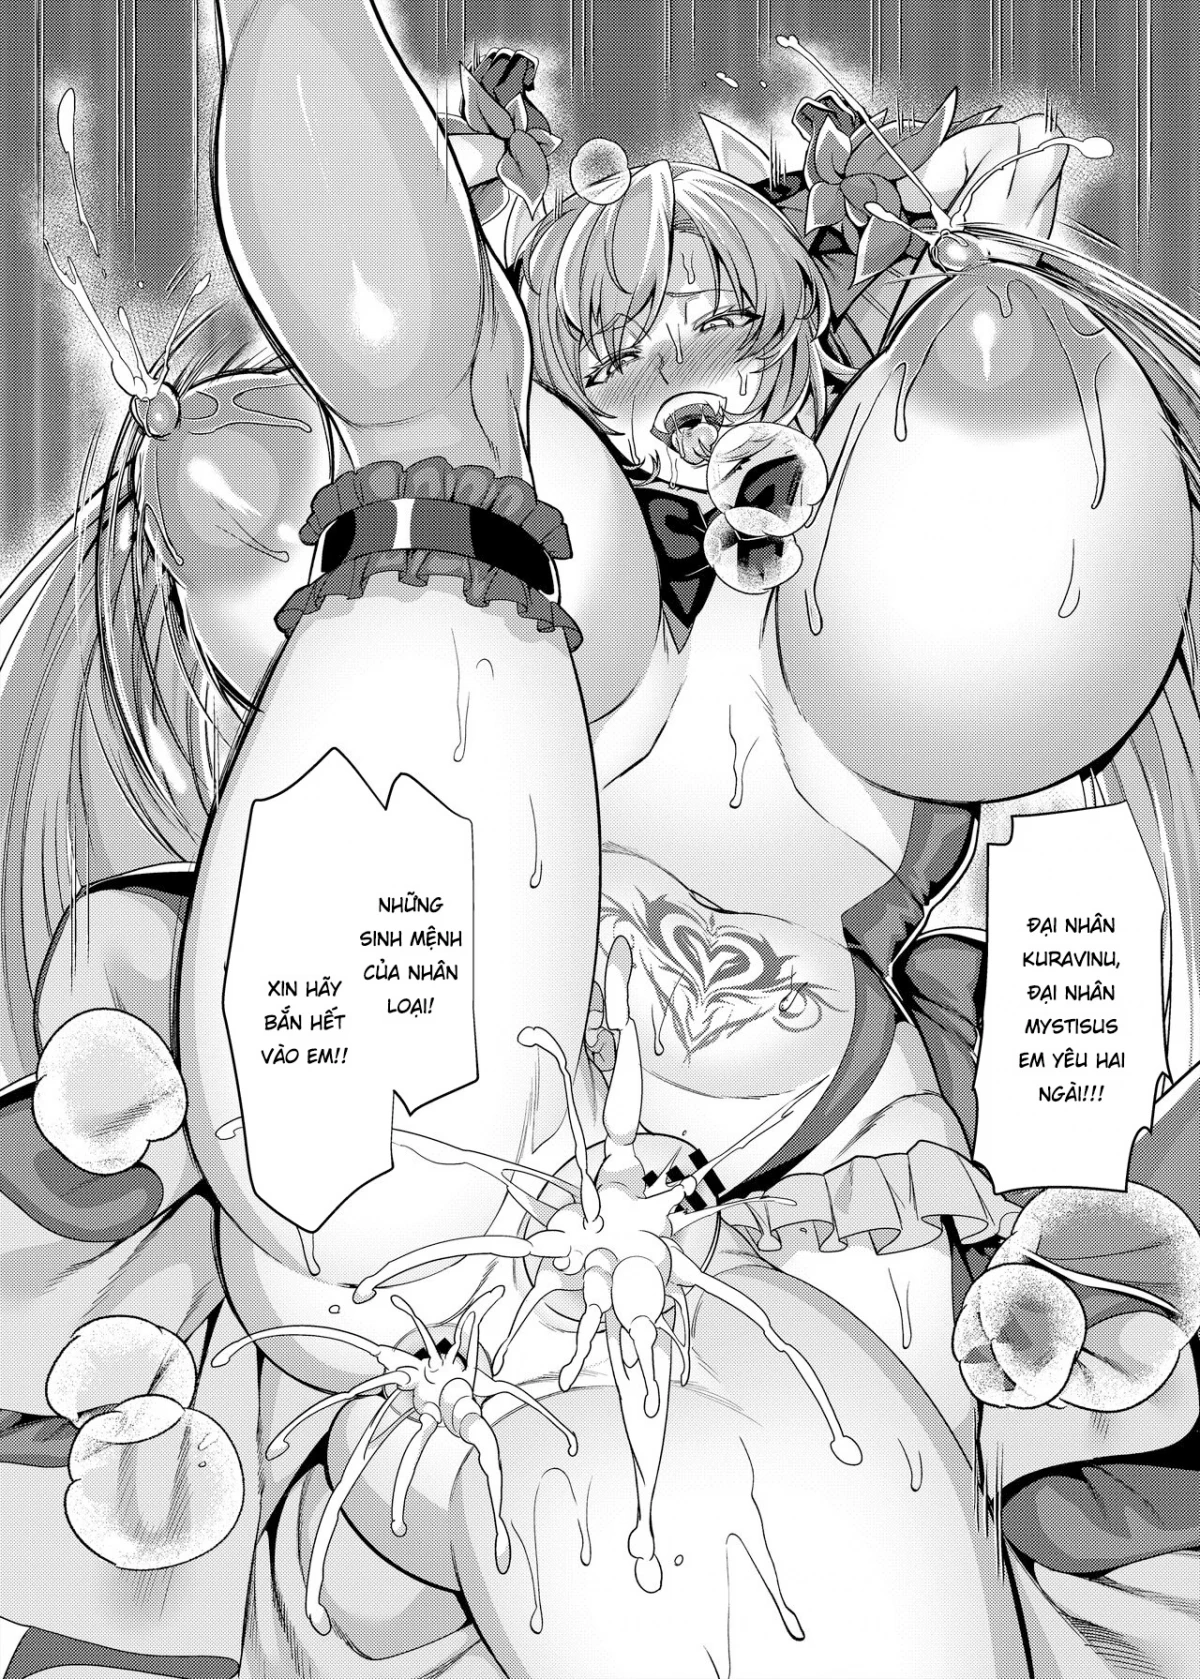 ĐẠI NHÂN
KURAVINU,
ĐẠI NHÂN
MYSTISUS
EM YÊU HAI
NGÀI!!!
NHỮNG
SINH MỆNH
CỦA NHÂN
LOẠI!
XIN HÃY
BẮN HẾT
VÀO EM!!